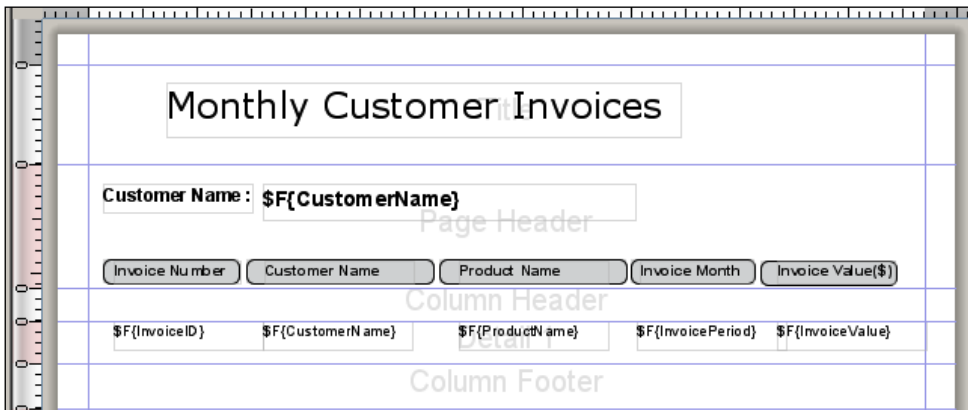 Monthly Customer Invoices
Title
Customer Name : $F{CustomerName}
Page Header
Invoice Number Customer Name Product Name Invoice Month Invoice Value($)
Column Header
$F{InvoiceID} $F{CustomerName} $F{ProductName} $F{InvoicePeriod} $F{InvoiceValue}
Detail 1
Column Footer